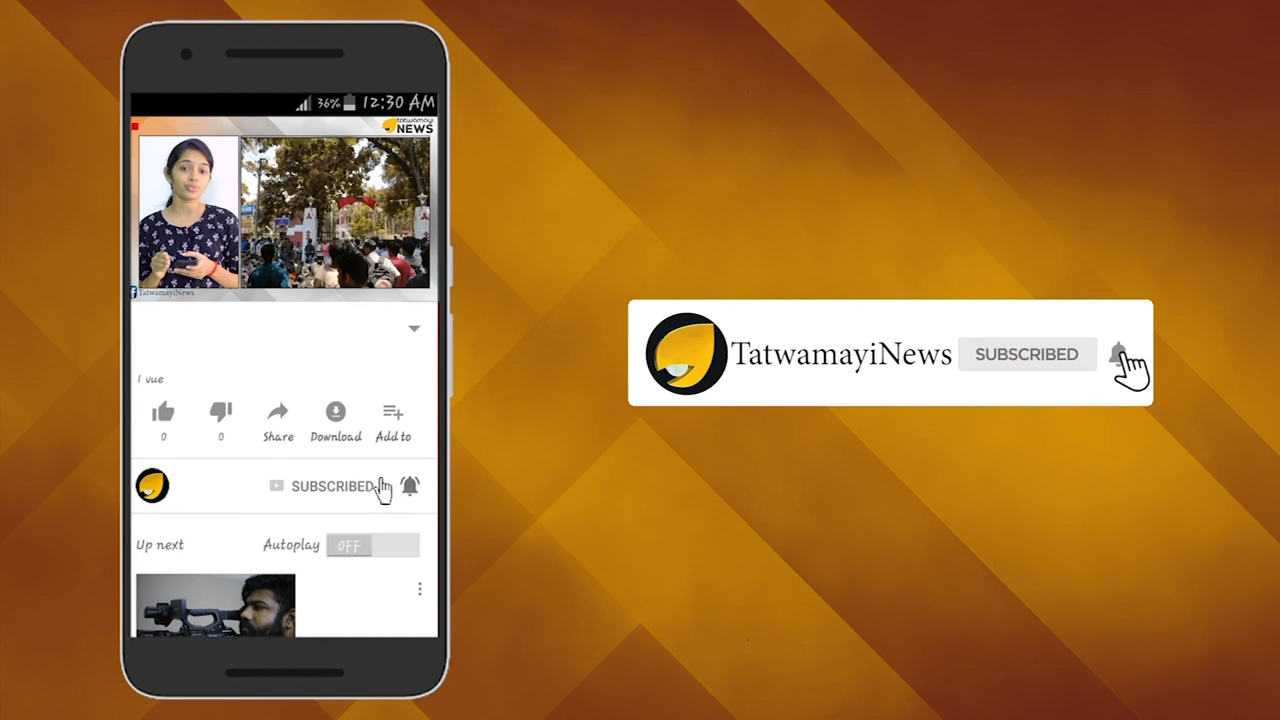 36% 12:30 AM
tatwamayi
NEWS
TatwamayiNews
1 vue
0 0 Share Download Add to
SUBSCRIBED
Up next Autoplay OFF
TatwamayiNews SUBSCRIBED